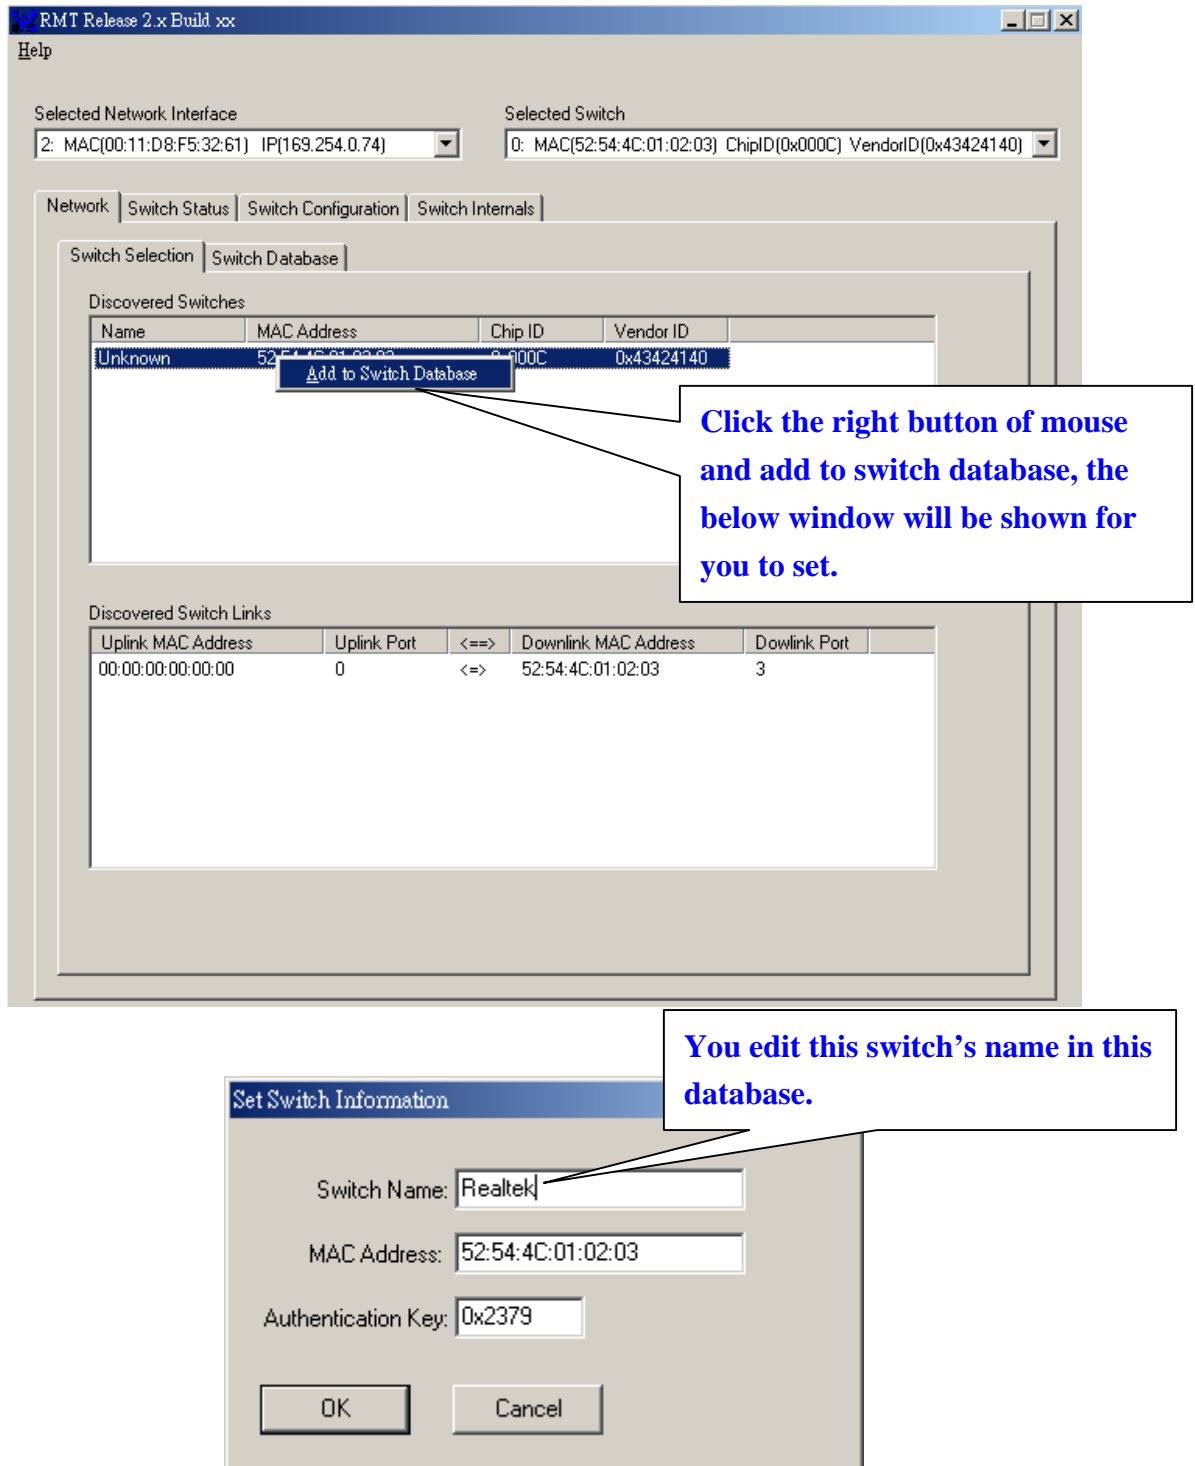 RMT Release 2.x Build xx
Help
Selected Network Interface
Selected Switch
2: MAC(00:11:D8:F5:32:61) IP(169.254.0.74)
0: MAC(52:54:4C:01:02:03) ChipID(0x000C) VendorID(0x43424140)
Network Switch Status Switch Configuration Switch Internals
Switch Selection Switch Database
Discovered Switches
Name MAC Address Chip ID Vendor ID
Unknown 0x43424140
Add to Switch Database
Click the right button of mouse
and add to switch database, the
below window will be shown for
you to set.
Discovered Switch Links
Uplink MAC Address Uplink Port <==> Downlink MAC Address Dowlink Port
00:00:00:00:00:00 0 <=> 52:54:4C:01:02:03 3
You edit this switch’s name in this
database.
Set Switch Information
Switch Name: Realtek
MAC Address: 52:54:4C:01:02:03
Authentication Key: 0x2379
OK Cancel